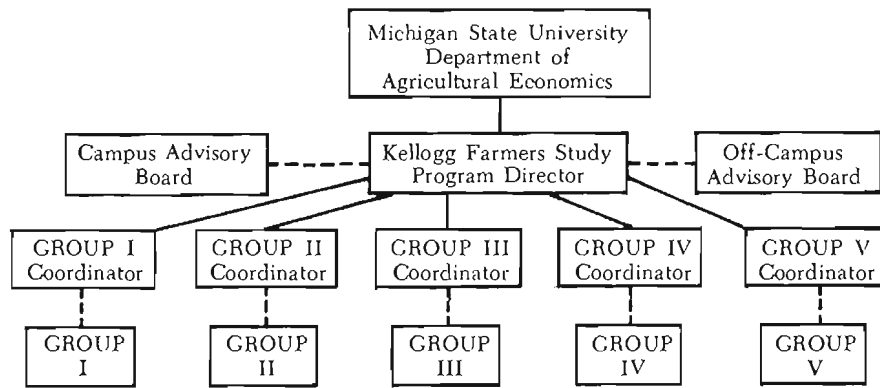 Michigan State University
Department of
Agricultural Economics
Campus Advisory
Board
Kellogg Farmers Study
Program Director
Off-Campus
Advisory Board
GROUP I
Coordinator
GROUP II
Coordinator
GROUP III
Coordinator
GROUP IV
Coordinator
GROUP V
Coordinator
GROUP
I
GROUP
II
GROUP
III
GROUP
IV
GROUP
V